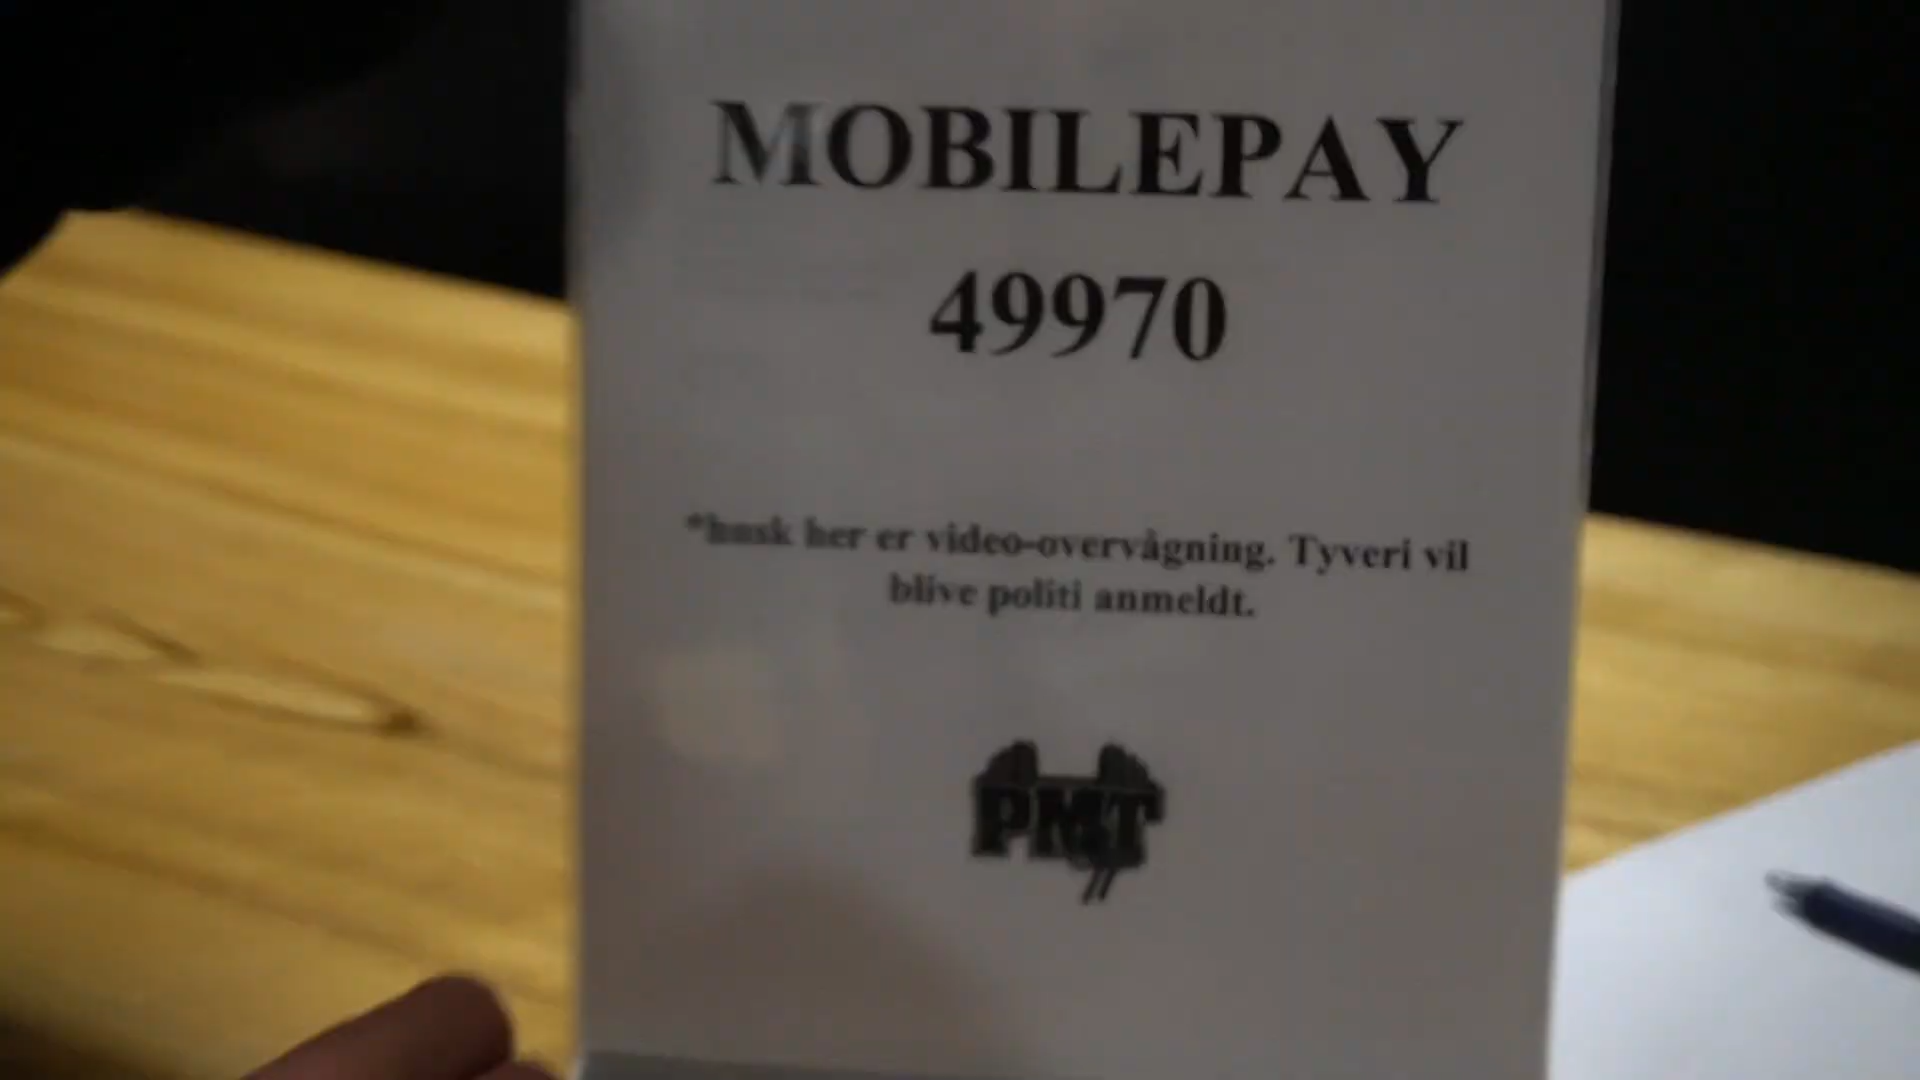 MOBILEPAY
49970
*husk her er video-overvågning. Tyveri vil
blive politi anmeldt.
PMT